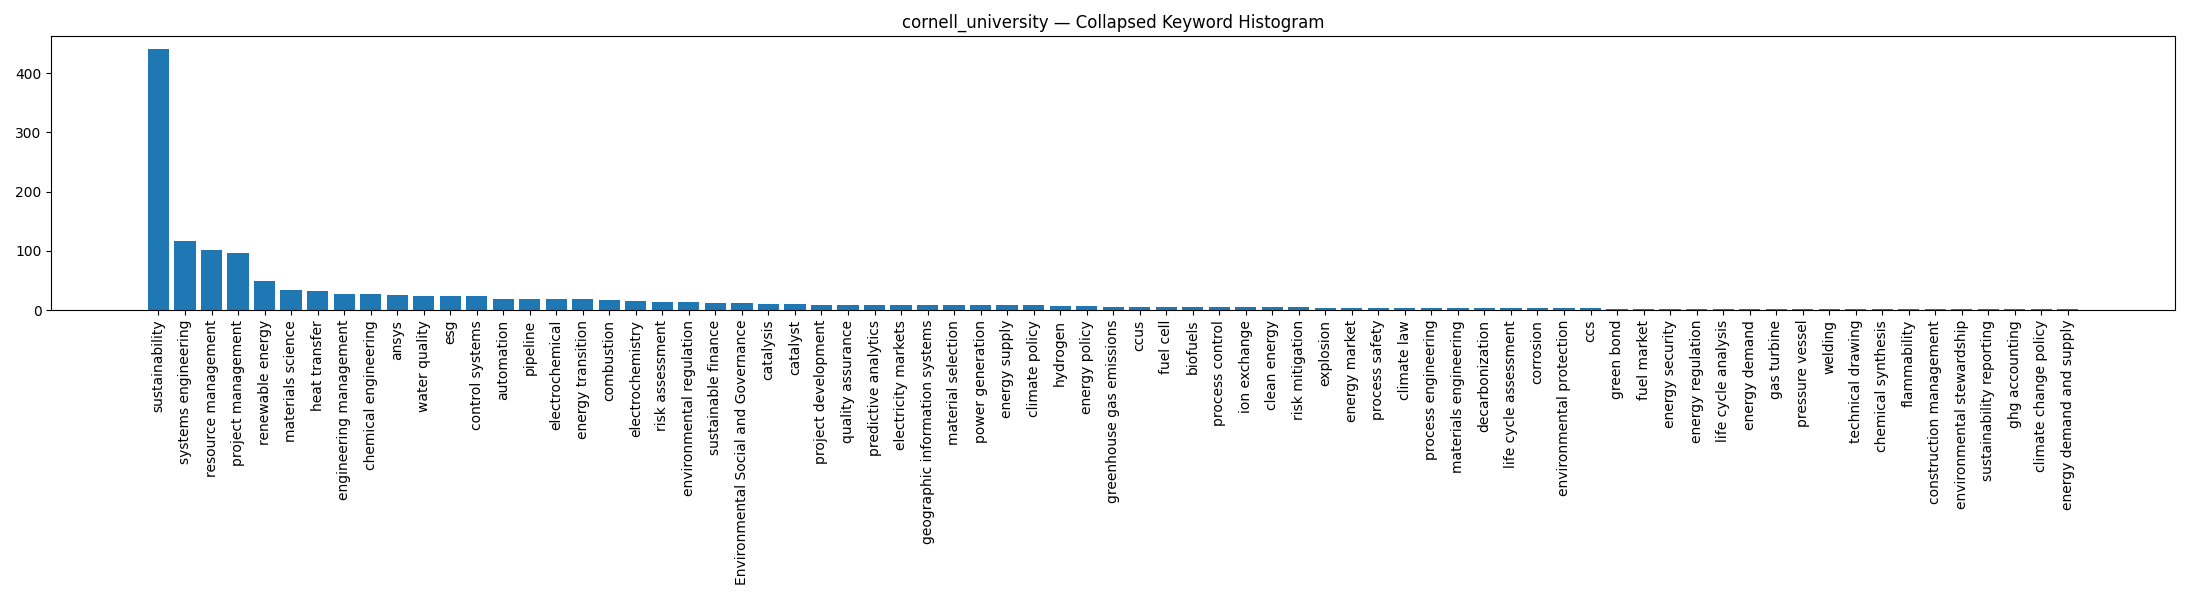 cornell_university — Collapsed Keyword Histogram
400
300
200
100
0
sustainability
systems engineering
resource management
project management
renewable energy
materials science
heat transfer
engineering management
chemical engineering
ansys
water quality
esg
control systems
automation
pipeline
electrochemical
energy transition
combustion
electrochemistry
risk assessment
environmental regulation
sustainable finance
Environmental Social and Governance
catalysis
catalyst
project development
quality assurance
predictive analytics
electricity markets
geographic information systems
material selection
power generation
energy supply
climate policy
hydrogen
energy policy
greenhouse gas emissions
ccus
fuel cell
biofuels
process control
ion exchange
clean energy
risk mitigation
explosion
energy market
process safety
climate law
process engineering
materials engineering
decarbonization
life cycle assessment
corrosion
environmental protection
ccs
green bond
fuel market
energy security
energy regulation
life cycle analysis
energy demand
gas turbine
pressure vessel
welding
technical drawing
chemical synthesis
flammability
construction management
environmental stewardship
sustainability reporting
ghg accounting
climate change policy
energy demand and supply